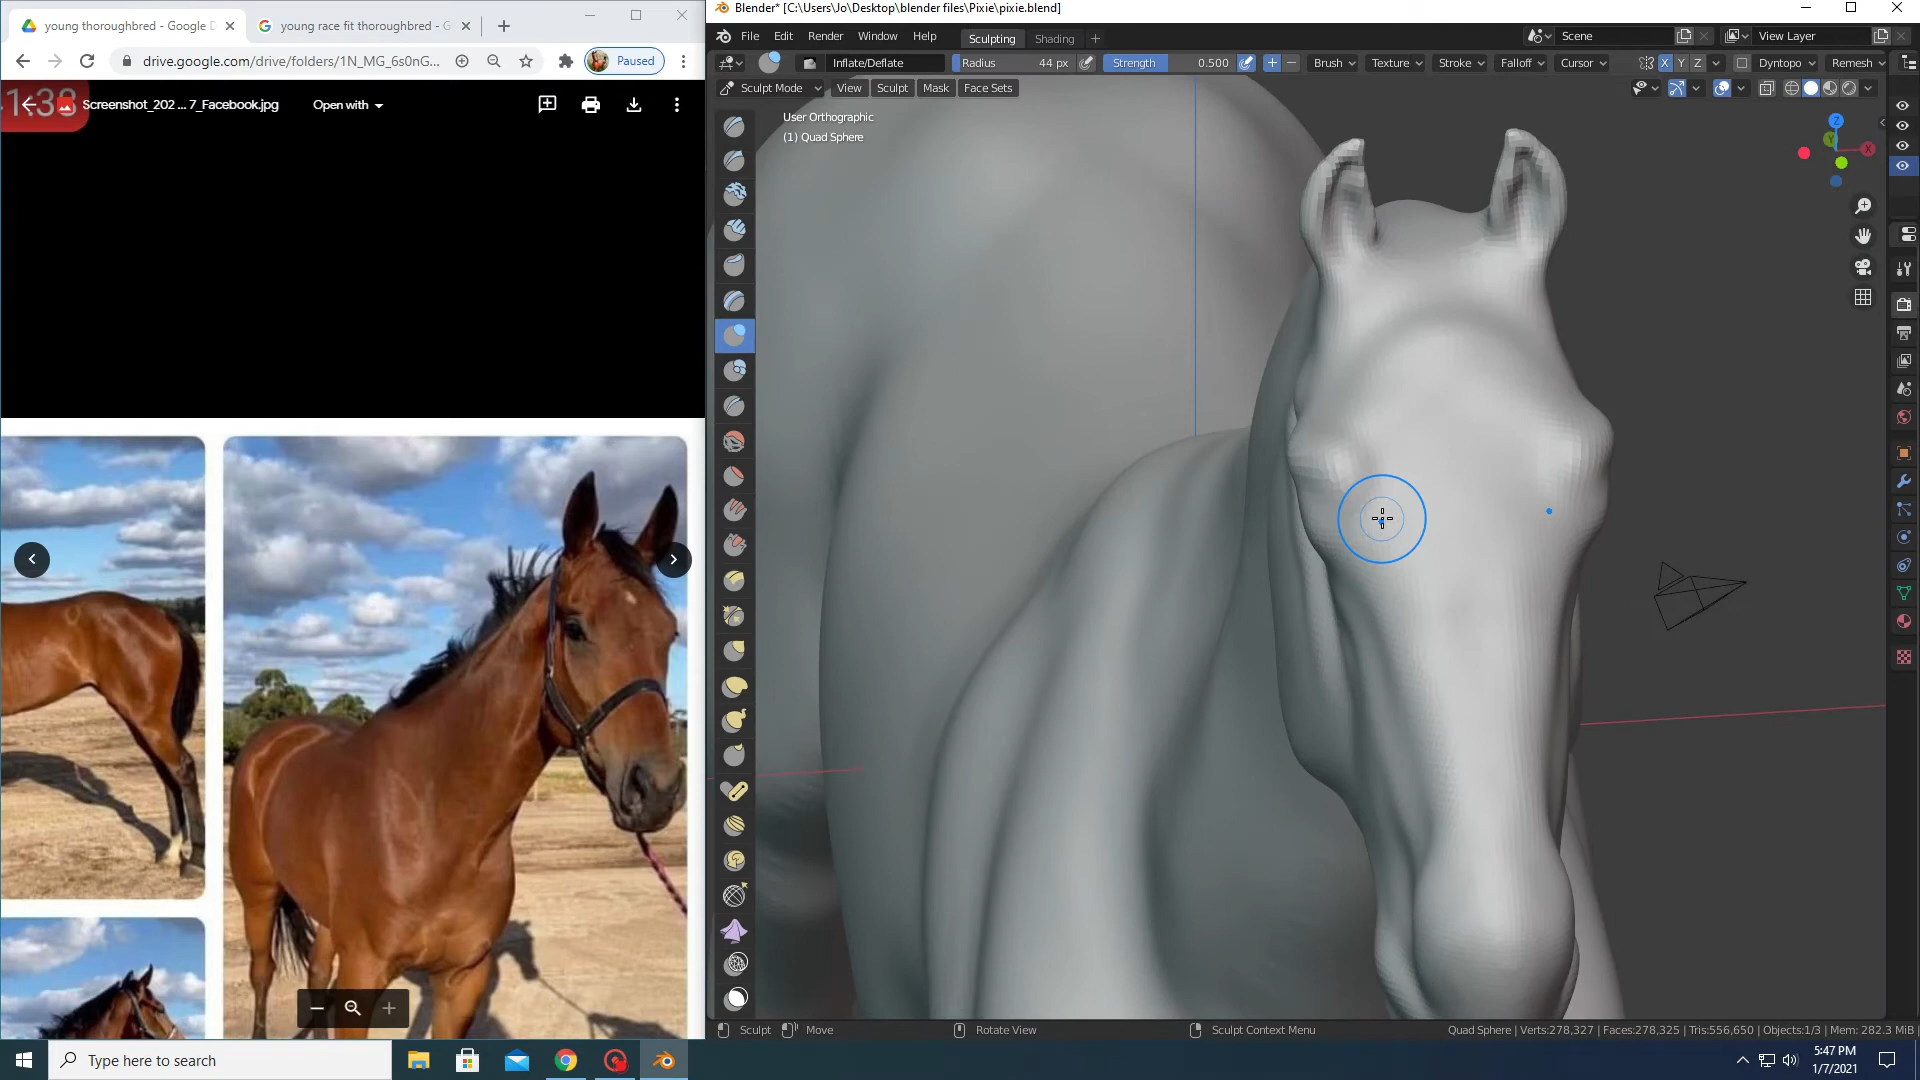 young thoroughbred - Google D
young race fit thoroughbred - G
drive.google.com/drive/folders/1N_MG_6s0nG...
Paused
1:38
Screenshot_202 ... 7_Facebook.jpg
Open with
Blender* [C:\Users\Jo\Desktop\blender files\Pixie\pixie.blend]
File Edit Render Window Help
Sculpting
Shading
Scene
View Layer
Inflate/Deflate
Radius 44 px
Strength 0.500
Brush
Texture
Stroke
Falloff
Cursor
X Y Z
Dyntopo
Remesh
Sculpt Mode
View
Sculpt
Mask
Face Sets
User Orthographic
(1) Quad Sphere
Z
Y
X
Sculpt
Move
Rotate View
Sculpt Context Menu
Quad Sphere | Verts:278,327 | Faces:278,325 | Tris:556,650 | Objects:1/3 | Mem: 282.3 MiB
Type here to search
5:47 PM
1/7/2021